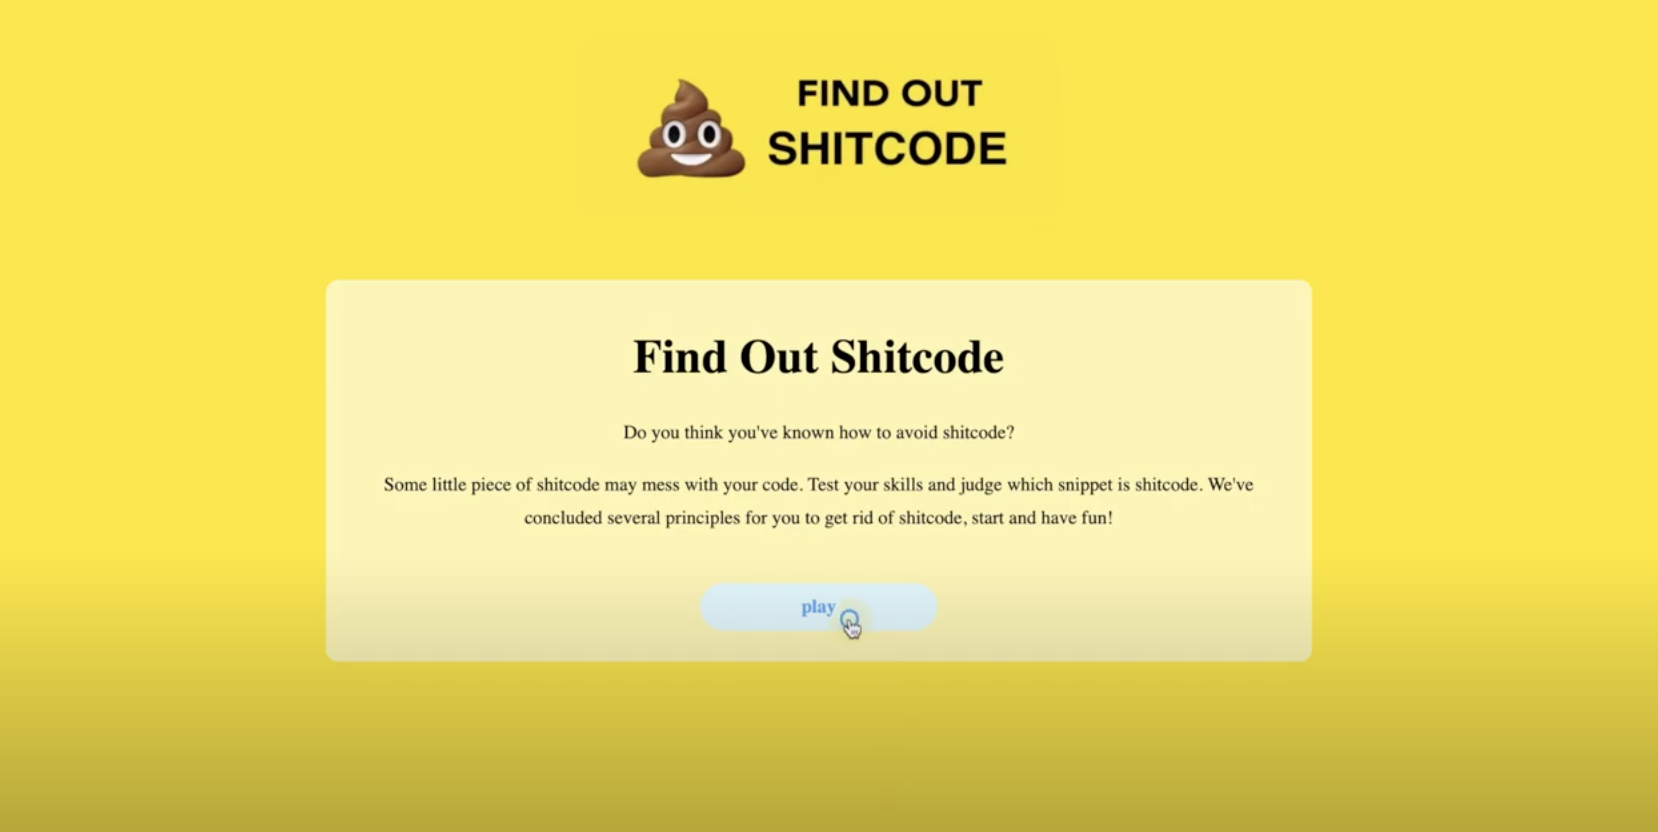 FIND OUT
SHITCODE
Find Out Shitcode
Do you think you've known how to avoid shitcode?
Some little piece of shitcode may mess with your code. Test your skills and judge which snippet is shitcode. We've
concluded several principles for you to get rid of shitcode, start and have fun!
play